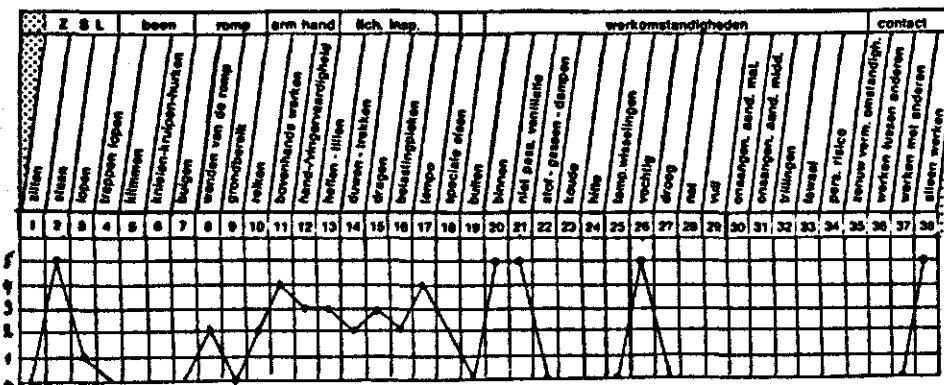 Z S L been romp arm hand lich. insp. werkomstandigheden contact
zitten
staan
lopen
trappen lopen
klimmen
knielen-kruipen-hurken
buigen
wenden van de romp
grondbereik
reiken
bovenhands werken
hand-/vingervaardigheid
heffen - tillen
duwen - trekken
dragen
belastingpieken
tempo
speciale eisen
buiten
binnen
niet gess. ventilatie
stof - gassen - dampen
koude
hitte
temp. wisselingen
vochtig
droog
nat
vuil
onaangen. aand. mat.
onaangen. aand. midd.
trillingen
lawaai
pers. risico
zenuw verm. omstandigh.
werken tussen anderen
werken met anderen
alleen werken
1 2 3 4 5 6 7 8 9 10 11 12 13 14 15 16 17 18 19 20 21 22 23 24 25 26 27 28 29 30 31 32 33 34 35 36 37 38
5
4
3
2
1